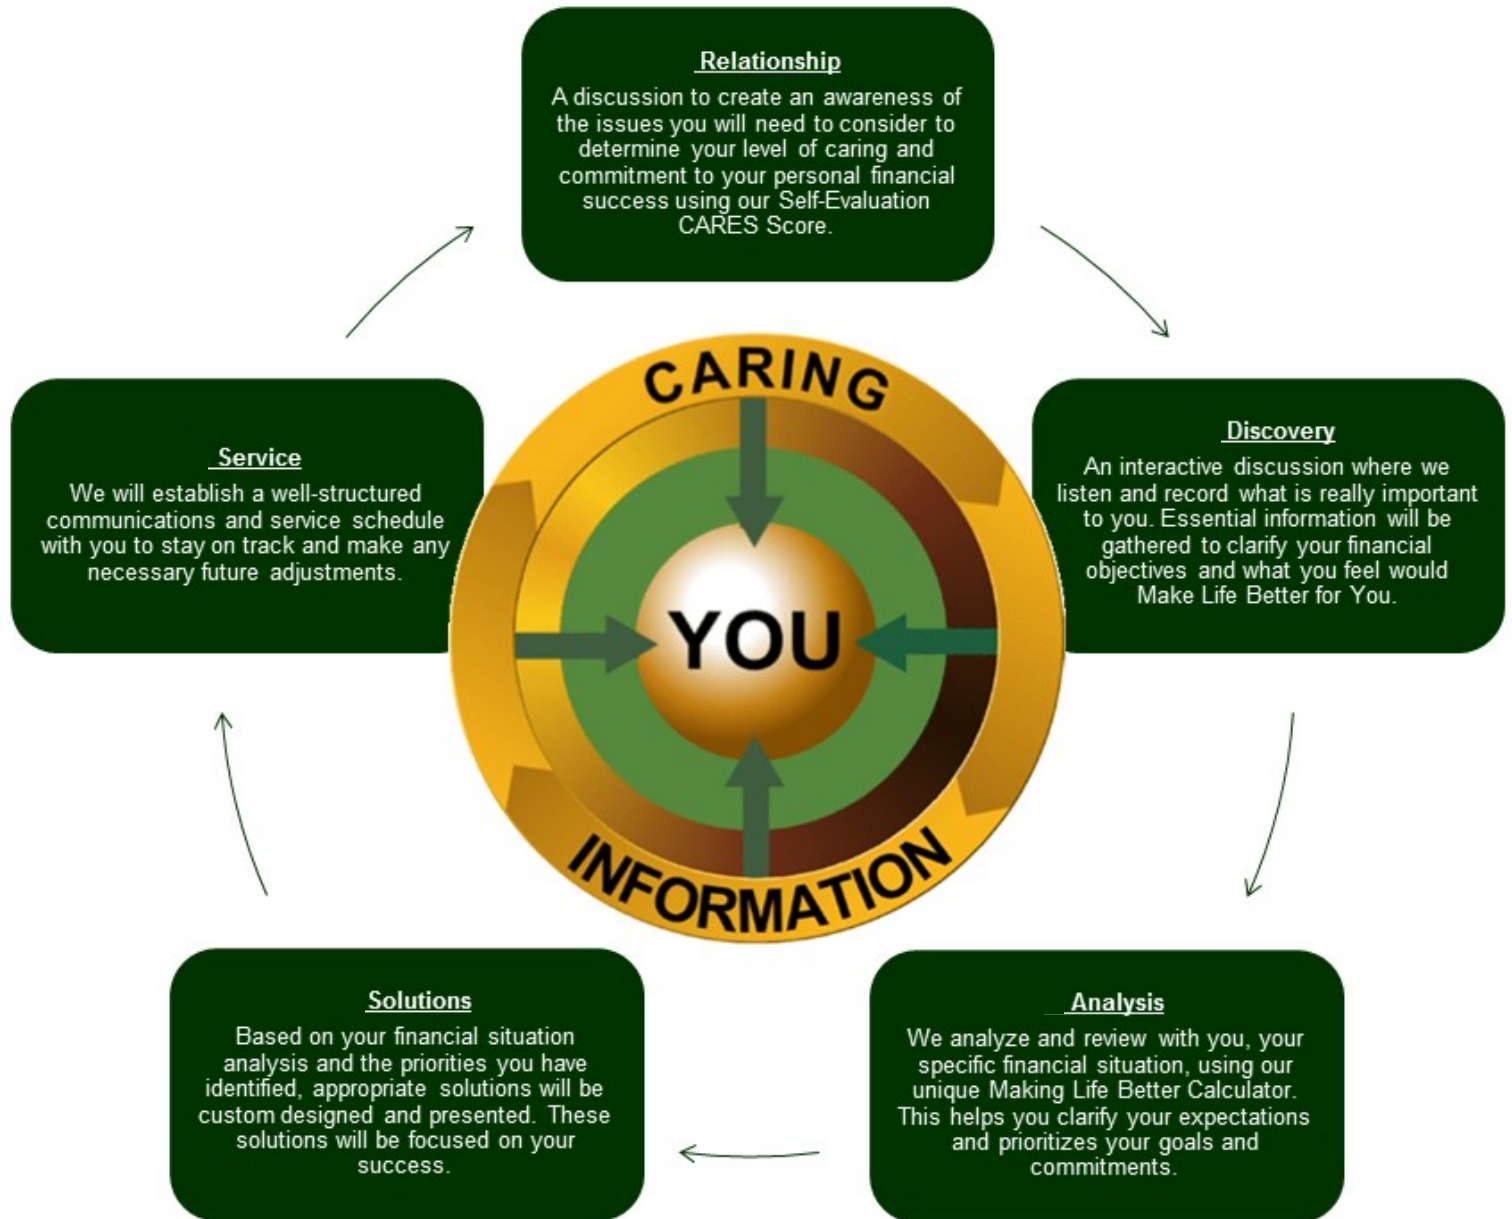 Relationship
A discussion to create an awareness of
the issues you will need to consider to
determine your level of caring and
commitment to your personal financial
success using our Self-Evaluation
CARES Score.
Discovery
An interactive discussion where we
listen and record what is really important
to you. Essential information will be
gathered to clarify your financial
objectives and what you feel would
Make Life Better for You.
Analysis
We analyze and review with you, your
specific financial situation, using our
unique Making Life Better Calculator.
This helps you clarify your expectations
and prioritizes your goals and
commitments.
Solutions
Based on your financial situation
analysis and the priorities you have
identified, appropriate solutions will be
custom designed and presented. These
solutions will be focused on your
success.
Service
We will establish a well-structured
communications and service schedule
with you to stay on track and make any
necessary future adjustments.
CARING
YOU
INFORMATION